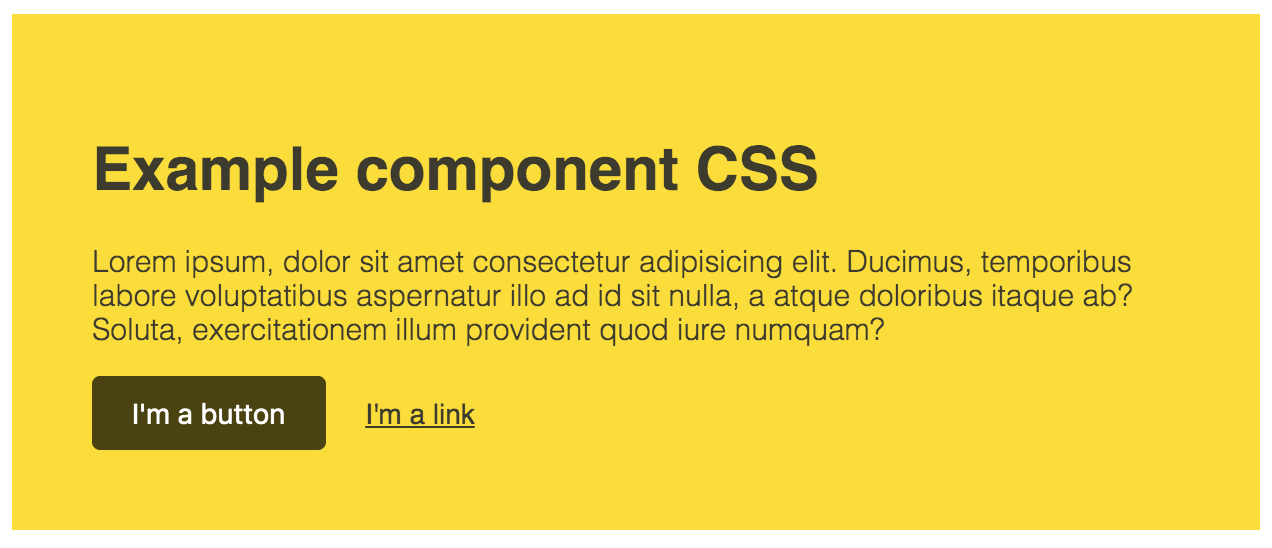 Example component CSS
Lorem ipsum, dolor sit amet consectetur adipisicing elit. Ducimus, temporibus
labore voluptatibus aspernatur illo ad id sit nulla, a atque doloribus itaque ab?
Soluta, exercitationem illum provident quod iure numquam?
I'm a button
I'm a link